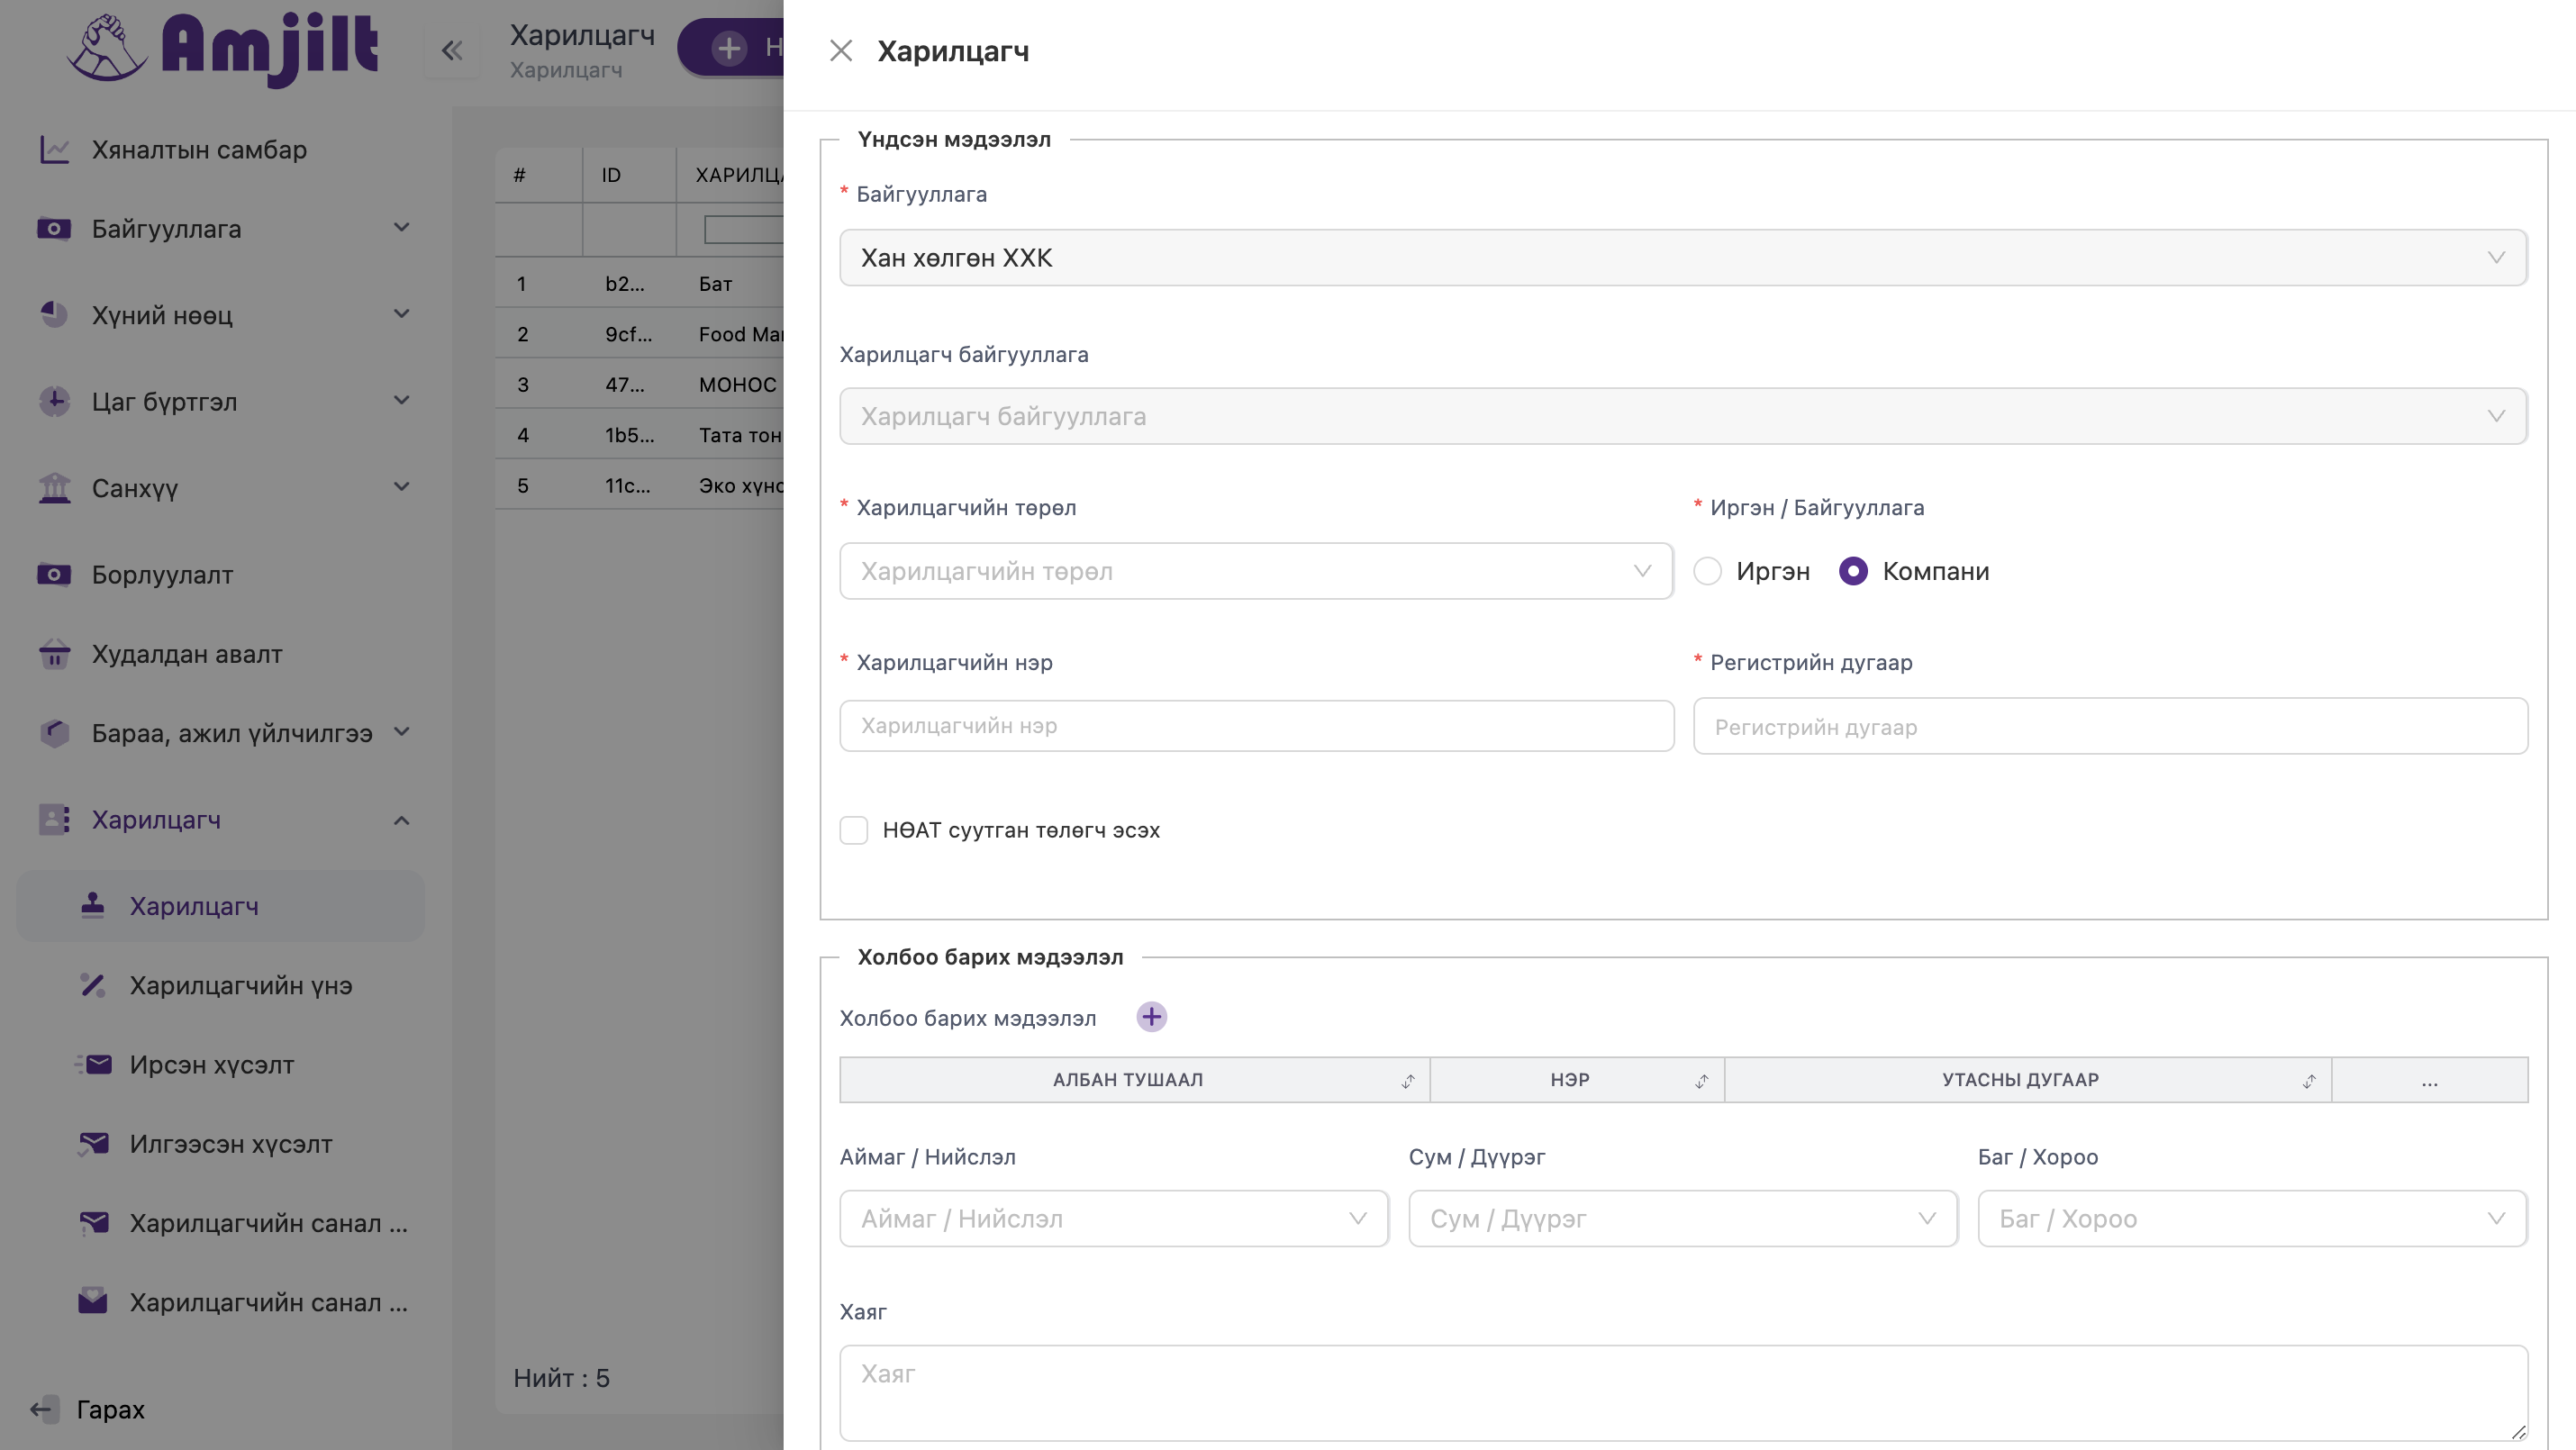 Amjilt
Хяналтын самбар
Байгууллага
Хүний нөөц
Цаг бүртгэл
Санхүү
Борлуулалт
Худалдан авалт
Бараа, ажил үйлчилгээ
Харилцагч
Харилцагч
Харилцагчийн үнэ
Ирсэн хүсэлт
Илгээсэн хүсэлт
Харилцагчийн санал ...
Харилцагчийн санал ...
Гарах
Харилцагч
Харилцагч
# ID
1 b2... Бат
2 9cf... Food
3 47... МОНОС
4 1b5... Тата тон
5 11c... Эко
Нийт : 5
Харилцагч
Үндсэн мэдээлэл
* Байгууллага
Хан хөлгөн ХХК
Харилцагч байгууллага
Харилцагч байгууллага
* Харилцагчийн төрөл * Иргэн / Байгууллага
Харилцагчийн төрөл Иргэн Компани
* Харилцагчийн нэр * Регистрийн дугаар
Харилцагчийн нэр Регистрийн дугаар
НӨАТ суутган төлөгч эсэх
Холбоо барих мэдээлэл
Холбоо барих мэдээлэл
АЛБАН ТУШААЛ НЭР УТАСНЫ ДУГААР ...
Аймаг / Нийслэл Сум / Дүүрэг Баг / Хороо
Аймаг / Нийслэл Сум / Дүүрэг Баг / Хороо
Хаяг
Хаяг